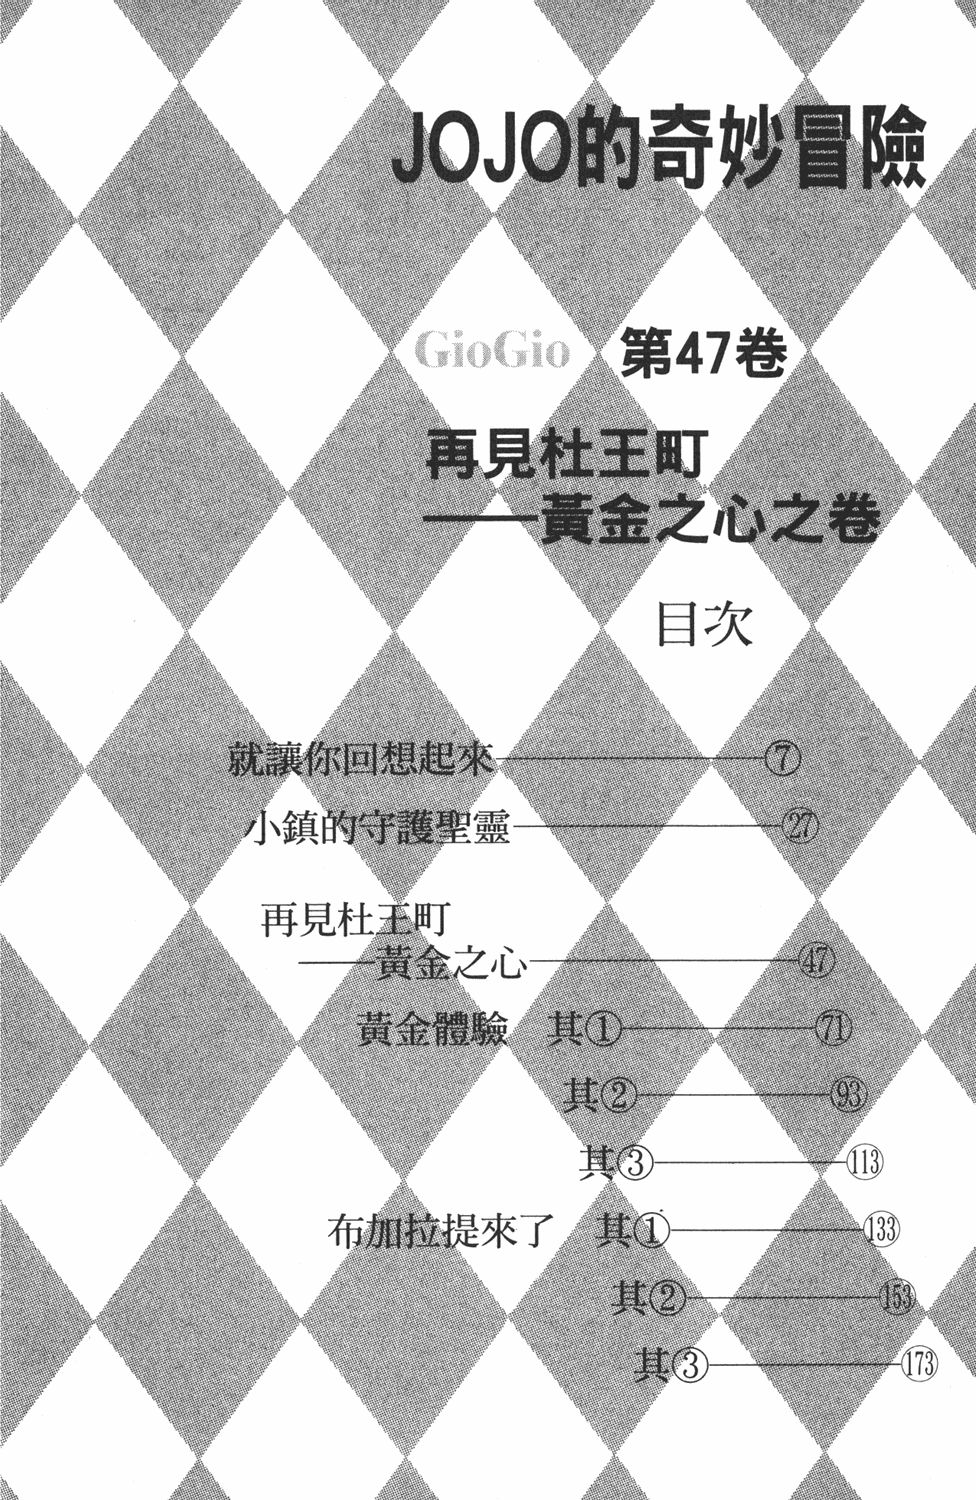 JOJO的奇妙冒險
GioGio 第47卷
再見杜王町
——黃金之心之卷
目次
就讓你回想起來——⑦
小鎮的守護聖靈——㉗
再見杜王町
——黃金之心——㊼
黃金體驗 其①——71
其②——93
其③——113
布加拉提來了 其①——133
其②——153
其③——173